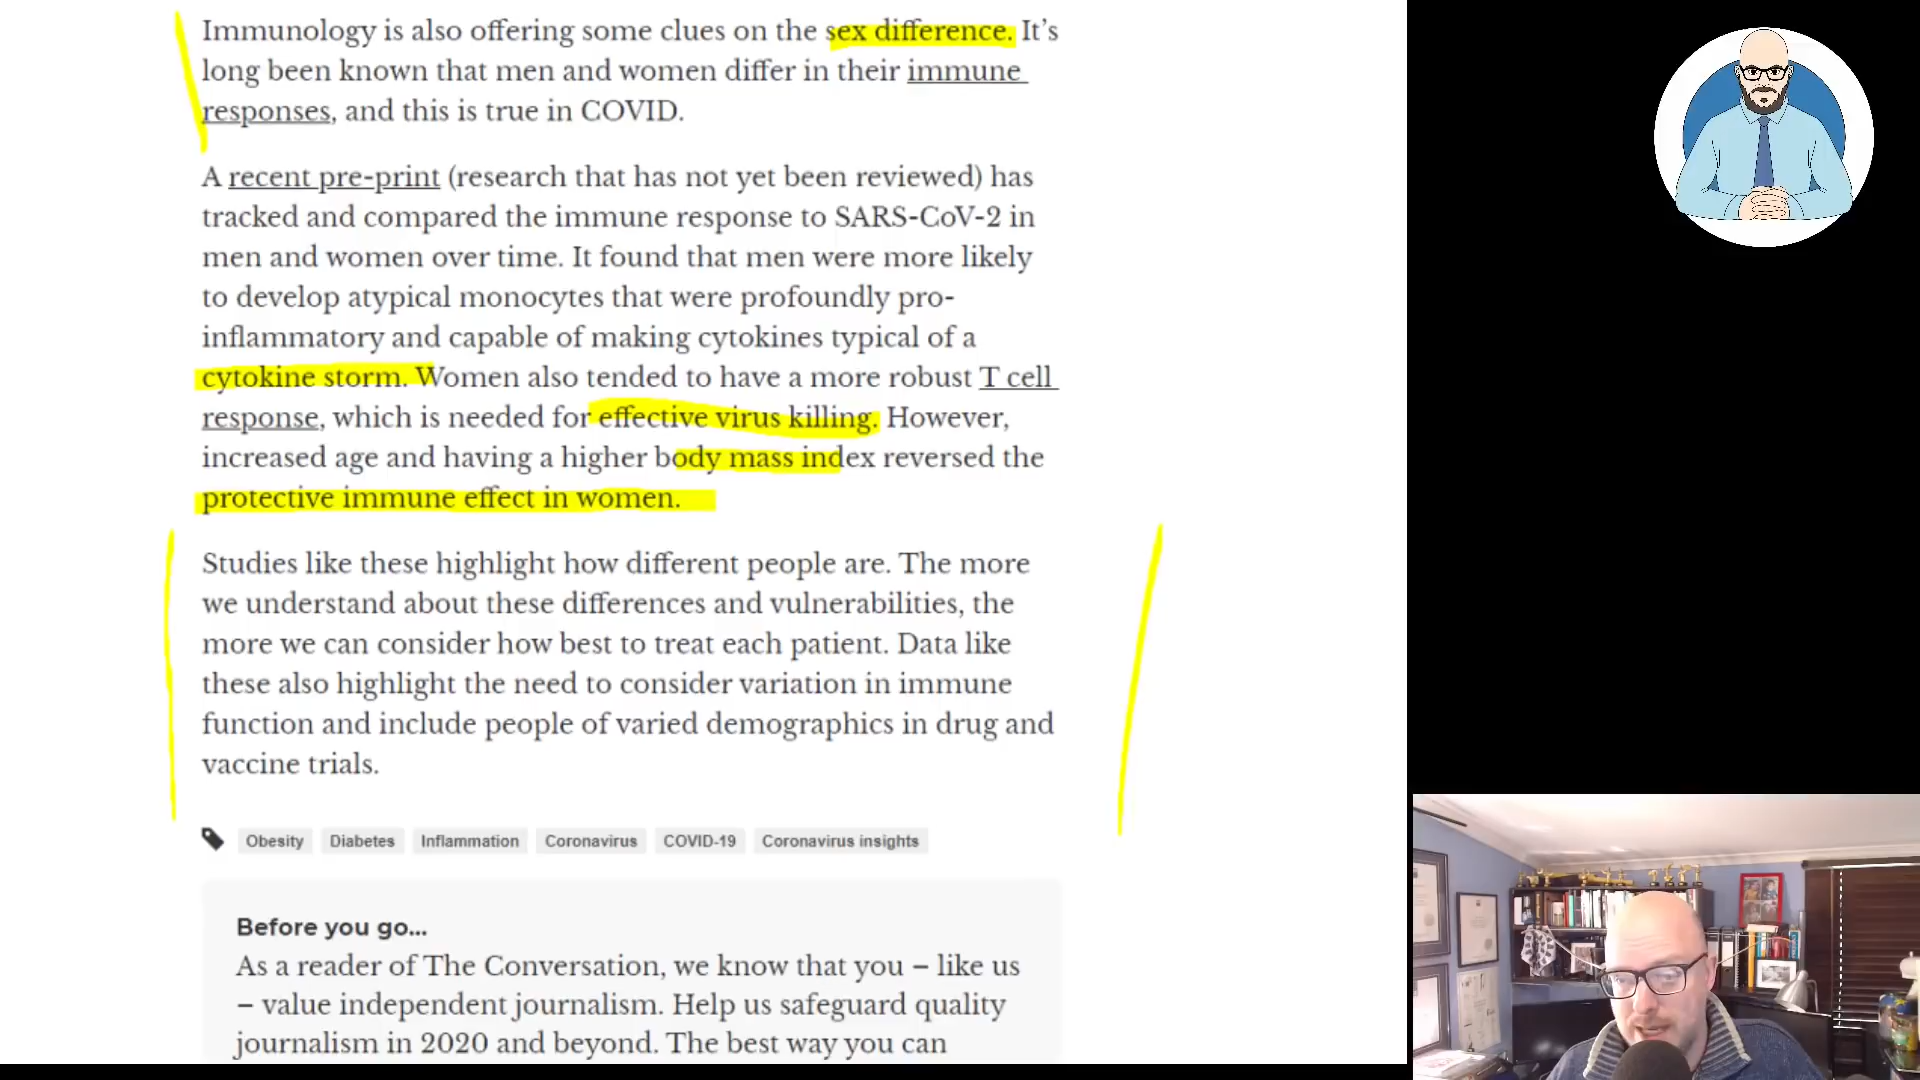 Immunology is also offering some clues on the sex difference. It’s
long been known that men and women differ in their immune
responses, and this is true in COVID.
A recent pre-print (research that has not yet been reviewed) has
tracked and compared the immune response to SARS-CoV-2 in
men and women over time. It found that men were more likely
to develop atypical monocytes that were profoundly pro-
inflammatory and capable of making cytokines typical of a
cytokine storm. Women also tended to have a more robust T cell
response, which is needed for effective virus killing. However,
increased age and having a higher body mass index reversed the
protective immune effect in women.
Studies like these highlight how different people are. The more
we understand about these differences and vulnerabilities, the
more we can consider how best to treat each patient. Data like
these also highlight the need to consider variation in immune
function and include people of varied demographics in drug and
vaccine trials.
Obesity Diabetes Inflammation Coronavirus COVID-19 Coronavirus insights
Before you go...
As a reader of The Conversation, we know that you – like us
– value independent journalism. Help us safeguard quality
journalism in 2020 and beyond. The best way you can